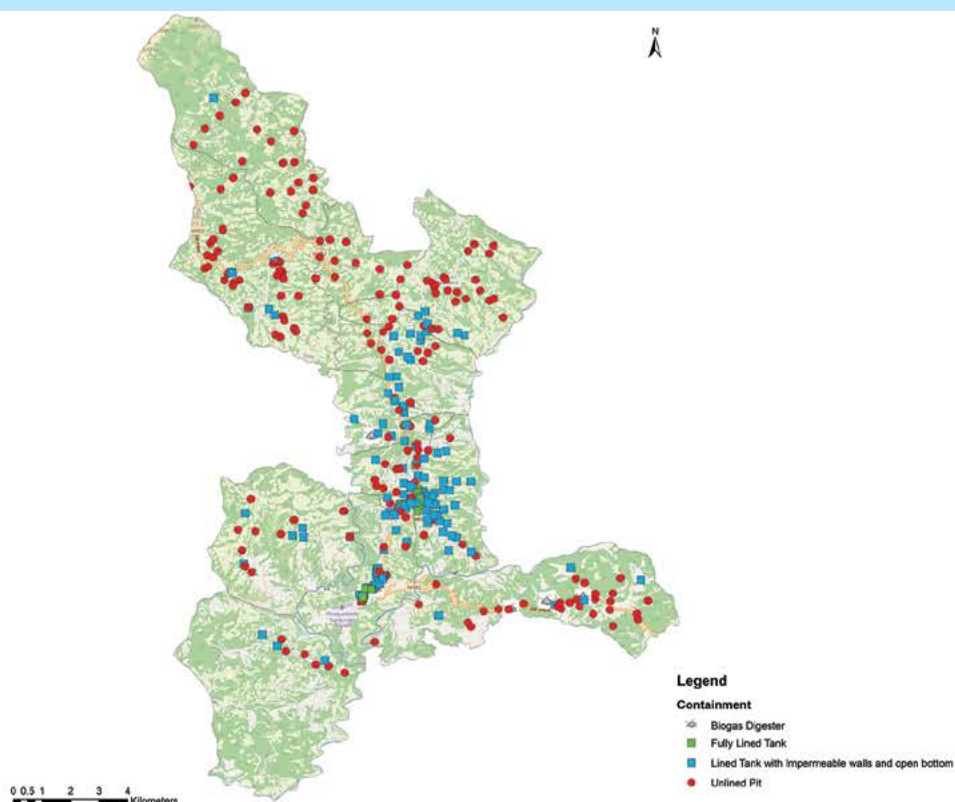 N
Legend
Containment
Biogas Digester
Fully Lined Tank
Lined Tank with Impermeable walls and open bottom
Unlined Pit
0 0.5 1 2 3 4
Kilometers